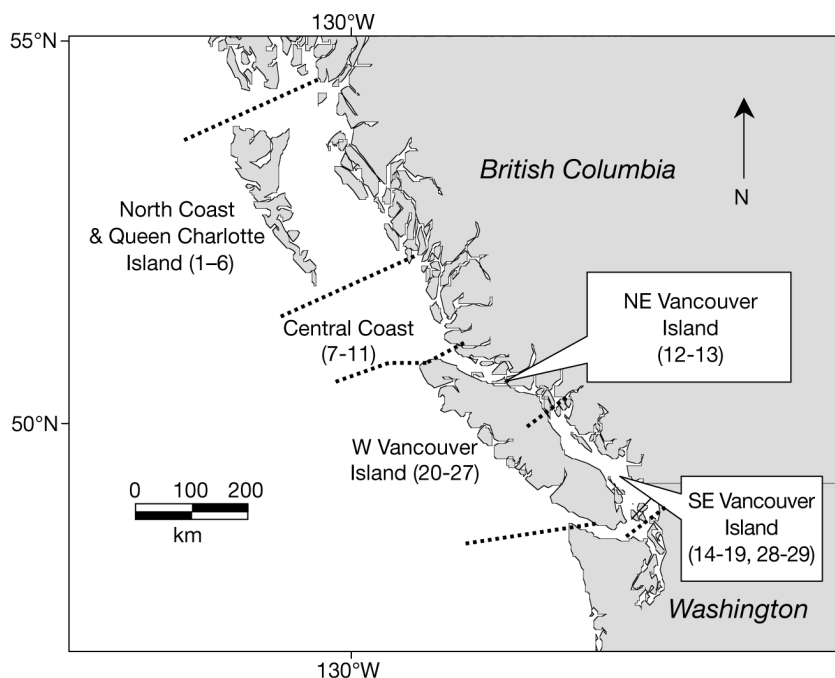 130°W
55°N
British Columbia
N
North Coast
& Queen Charlotte
Island (1–6)
NE Vancouver
Island
(12-13)
Central Coast
(7-11)
50°N
W Vancouver
Island (20-27)
0 100 200
km
SE Vancouver
Island
(14-19, 28-29)
Washington
130°W